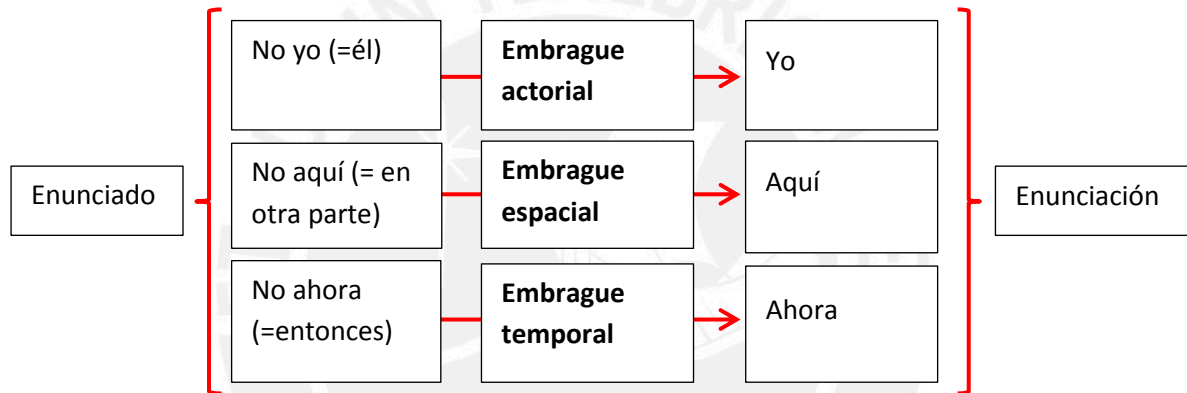 No yo (=él)
Embrague
actorial
Yo
Enunciado
No aquí (= en
otra parte)
Embrague
espacial
Aquí
Enunciación
No ahora
(=entonces)
Embrague
temporal
Ahora